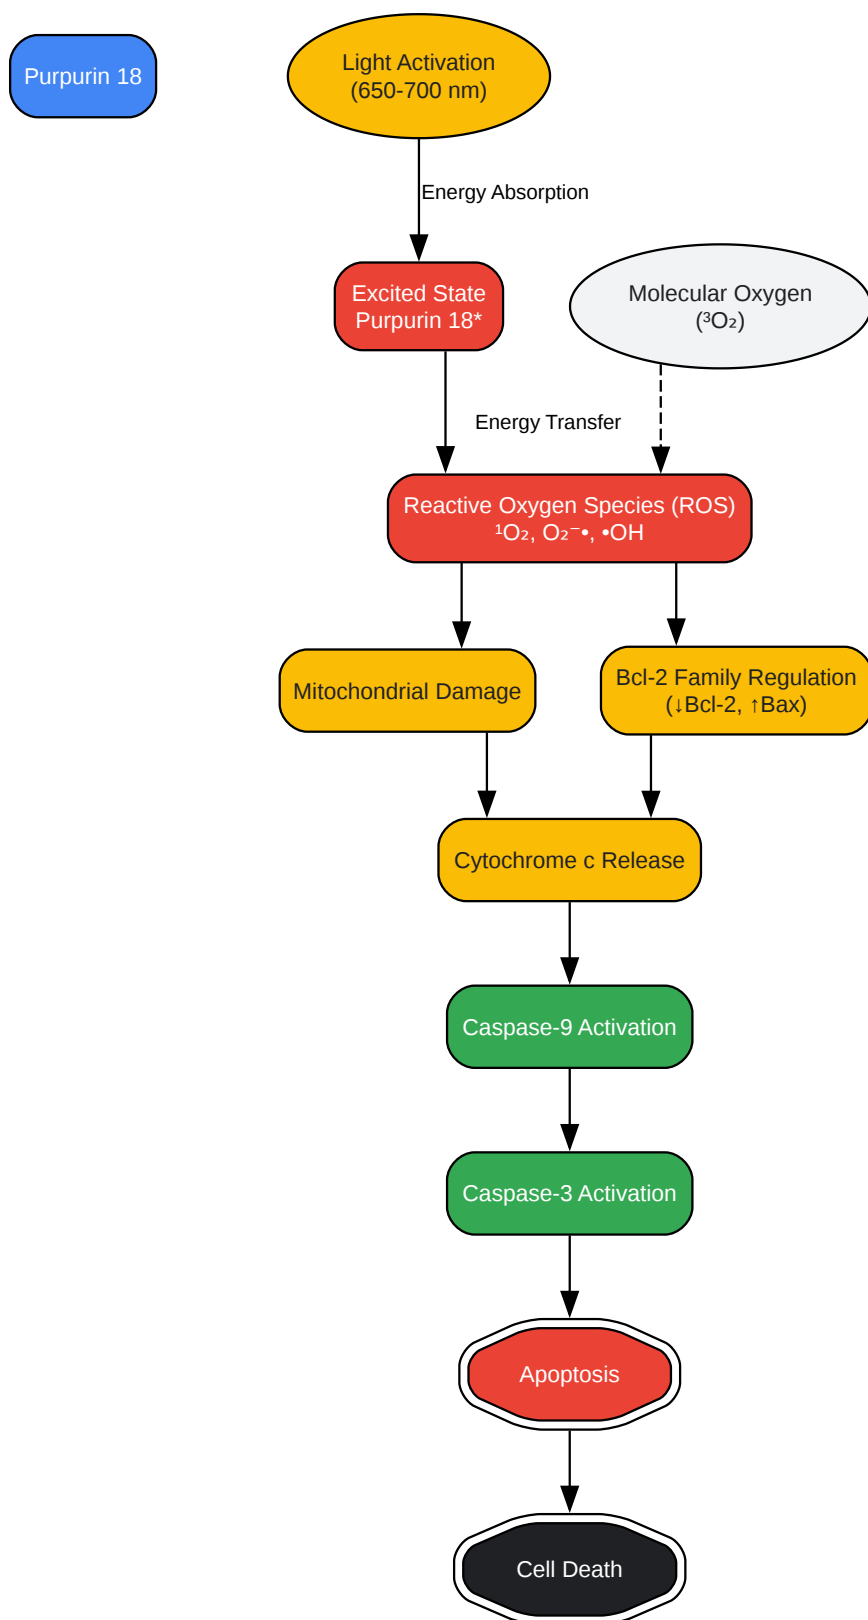 Purpurin 18
Light Activation
(650-700 nm)
Energy Absorption
Excited State
Purpurin 18*
Molecular Oxygen
(³O₂)
Energy Transfer
Reactive Oxygen Species (ROS)
¹O₂, O₂⁻•, •OH
Mitochondrial Damage
Bcl-2 Family Regulation
(↓Bcl-2, ↑Bax)
Cytochrome c Release
Caspase-9 Activation
Caspase-3 Activation
Apoptosis
Cell Death